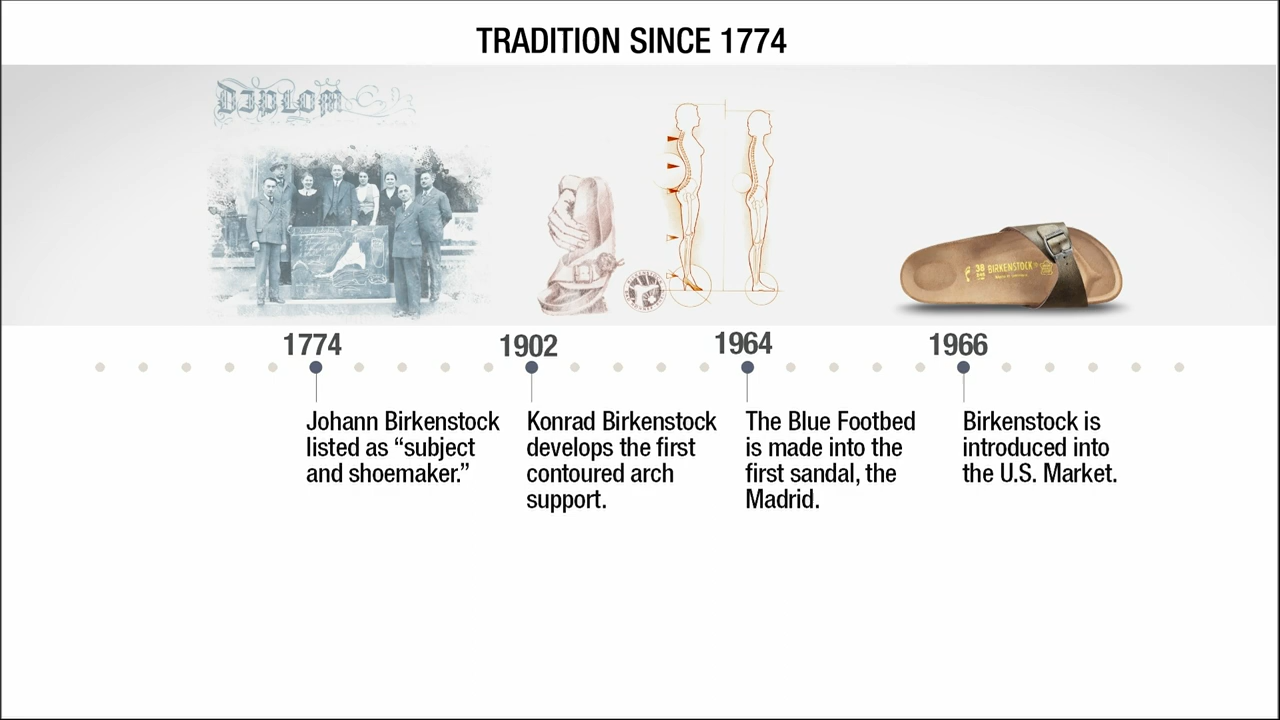 TRADITION SINCE 1774
Diplom
38
BIRKENSTOCK
1774
1902
1964
1966
Johann Birkenstock
listed as “subject
and shoemaker.”
Konrad Birkenstock
develops the first
contoured arch
support.
The Blue Footbed
is made into the
first sandal, the
Madrid.
Birkenstock is
introduced into
the U.S. Market.